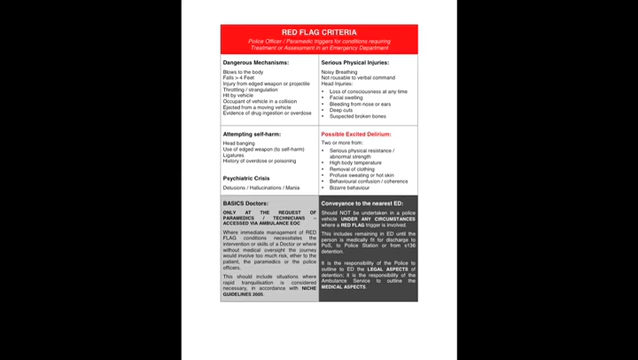 RED FLAG CRITERIA
Police Officer / Paramedic triggers for conditions requiring
Treatment or Assessment in an Emergency Department
Dangerous Mechanisms:
Blows to the body
Falls > 4 Feet
Injury from edged weapon or projectile
Throttling / strangulation
Hit by vehicle
Occupant of vehicle in a collision
Ejected from a moving vehicle
Evidence of drug ingestion or overdose
Serious Physical Injuries:
Noisy Breathing
Not rousable to verbal command
Head Injuries:
• Loss of consciousness at any time
• Facial swelling
• Bleeding from nose or ears
• Deep cuts
• Suspected broken bones
Attempting self-harm:
Head banging
Use of edged weapon (to self-harm)
Ligatures
History of overdose or poisoning
Psychiatric Crisis
Delusions / Hallucinations / Mania
Possible Excited Delirium:
Two or more from:
• Serious physical resistance /
abnormal strength
• High body temperature
• Removal of clothing
• Profuse sweating or hot skin
• Behavioural confusion / coherence
• Bizarre behaviour
BASICS Doctors:
ONLY AT THE REQUEST OF
PARAMEDICS / TECHNICIANS –
ACCESSED VIA AMBULANCE EOC
Where immediate management of RED
FLAG conditions necessitates the
intervention or skills of a Doctor or where
without medical oversight the journey
would involve too much risk, either to the
patient, the paramedics or the police
officers.
This should include situations where
rapid tranquilisation is considered
necessary, in accordance with NICHE
GUIDELINES 2005.
Conveyance to the nearest ED:
Should NOT be undertaken in a police
vehicle UNDER ANY CIRCUMSTANCES
where a RED FLAG trigger is involved.
This includes remaining in ED until the
person is medically fit for discharge to
PoS, to Police Station or from s136
detention.
It is the responsibility of the Police to
outline to ED the LEGAL ASPECTS of
detention; it is the responsibility of the
Ambulance Service to outline the
MEDICAL ASPECTS.